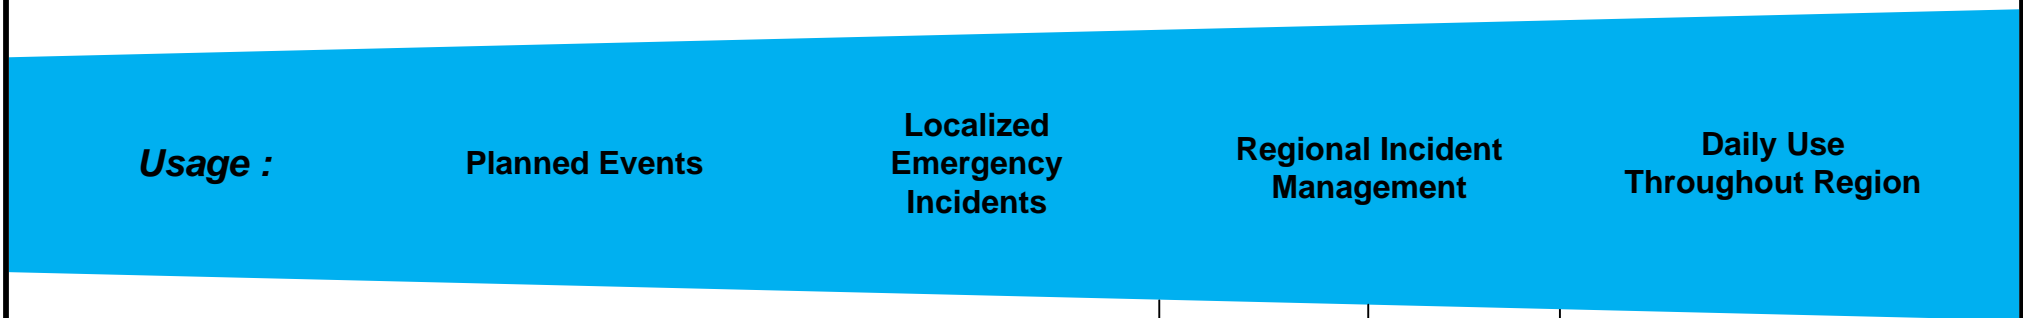 Usage :
Planned Events
Localized
Emergency
Incidents
Regional Incident
Management
Daily Use
Throughout Region